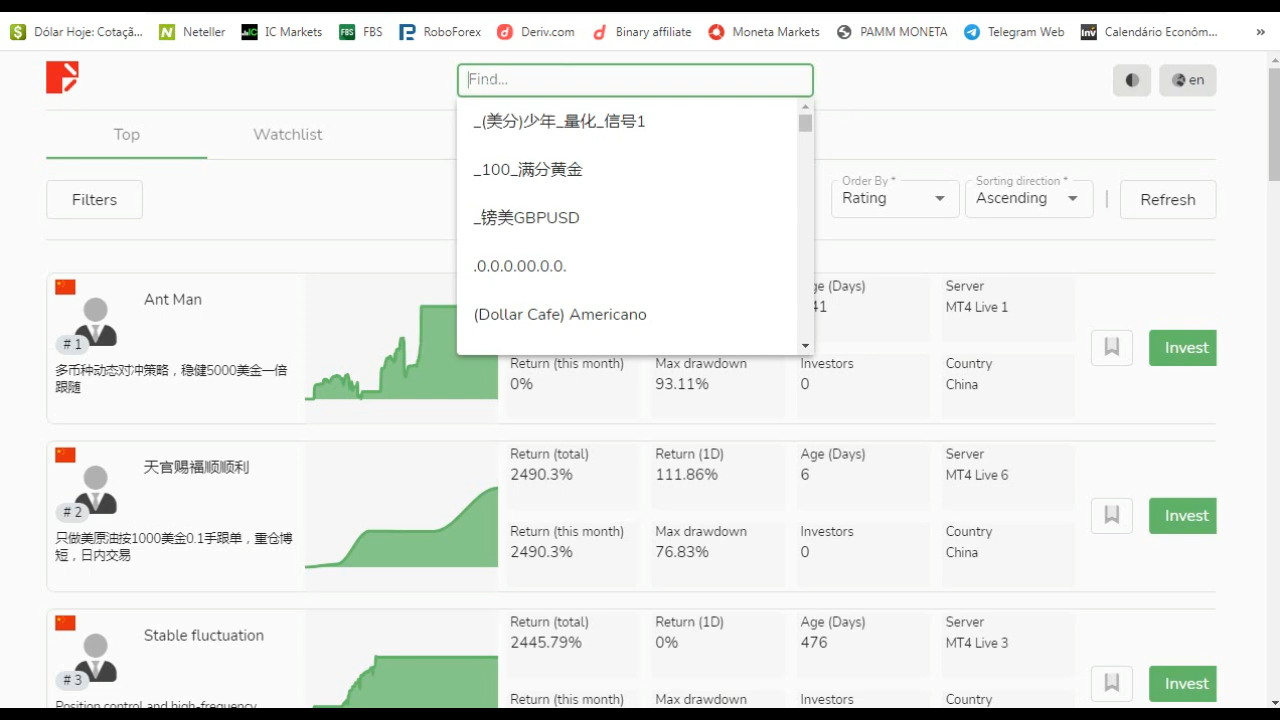 Dólar Hoje: Cotaçã...
Neteller
IC Markets
FBS
FBS
RoboForex
Deriv.com
Binary affiliate
Moneta Markets
PAMM MONETA
Telegram Web
Inv
Calendário Econôm...
»
Find...
en
Top
Watchlist
_(美分)少年_量化_信号1
_100_满分黄金
_镑美GBPUSD
.0.0.0.00.0.0.
(Dollar Cafe) Americano
Filters
Order By *
Rating
Sorting direction *
Ascending
Refresh
Ant Man
# 1
多币种动态对冲策略，稳健5000美金一倍
跟随
ge (Days)
41
Server
MT4 Live 1
Return (this month)
0%
Max drawdown
93.11%
Investors
0
Country
China
Invest
天官赐福顺顺利
# 2
只做美原油按1000美金0.1手跟单，重仓博
短，日内交易
Return (total)
2490.3%
Return (1D)
111.86%
Age (Days)
6
Server
MT4 Live 6
Return (this month)
2490.3%
Max drawdown
76.83%
Investors
0
Country
China
Invest
Stable fluctuation
# 3
Position control and high-frequency
Return (total)
2445.79%
Return (1D)
0%
Age (Days)
476
Server
MT4 Live 3
Return (this month)
Max drawdown
Investors
Country
Invest